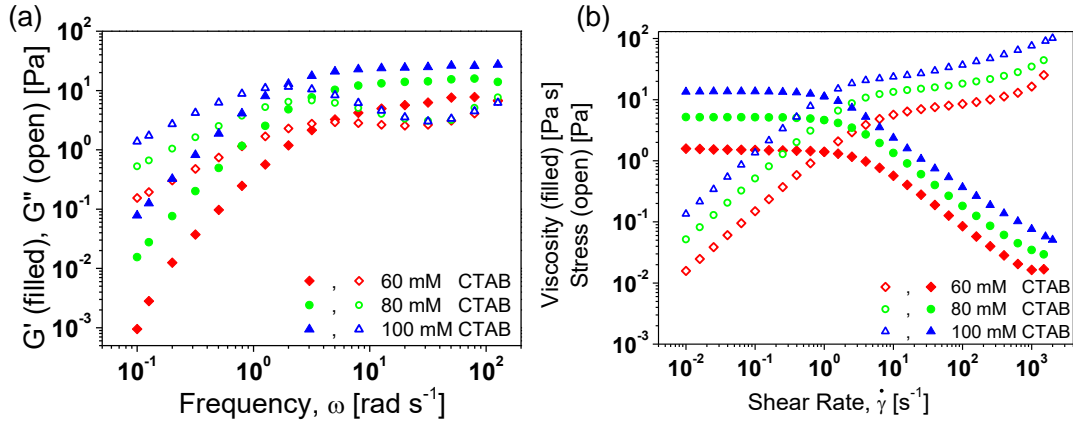 (a)
G' (filled), G" (open) [Pa]
10²
10¹
10⁰
10⁻¹
10⁻²
10⁻³
, 60 mM CTAB
, 80 mM CTAB
, 100 mM CTAB
10⁻¹ 10⁰ 10¹ 10²
Frequency, ω [rad s⁻¹]
(b)
Viscosity (filled) [Pa s]
Stress (open) [Pa]
10²
10¹
10⁰
10⁻¹
10⁻²
10⁻³
, 60 mM CTAB
, 80 mM CTAB
, 100 mM CTAB
10⁻² 10⁻¹ 10⁰ 10¹ 10² 10³
Shear Rate, γ̇ [s⁻¹]